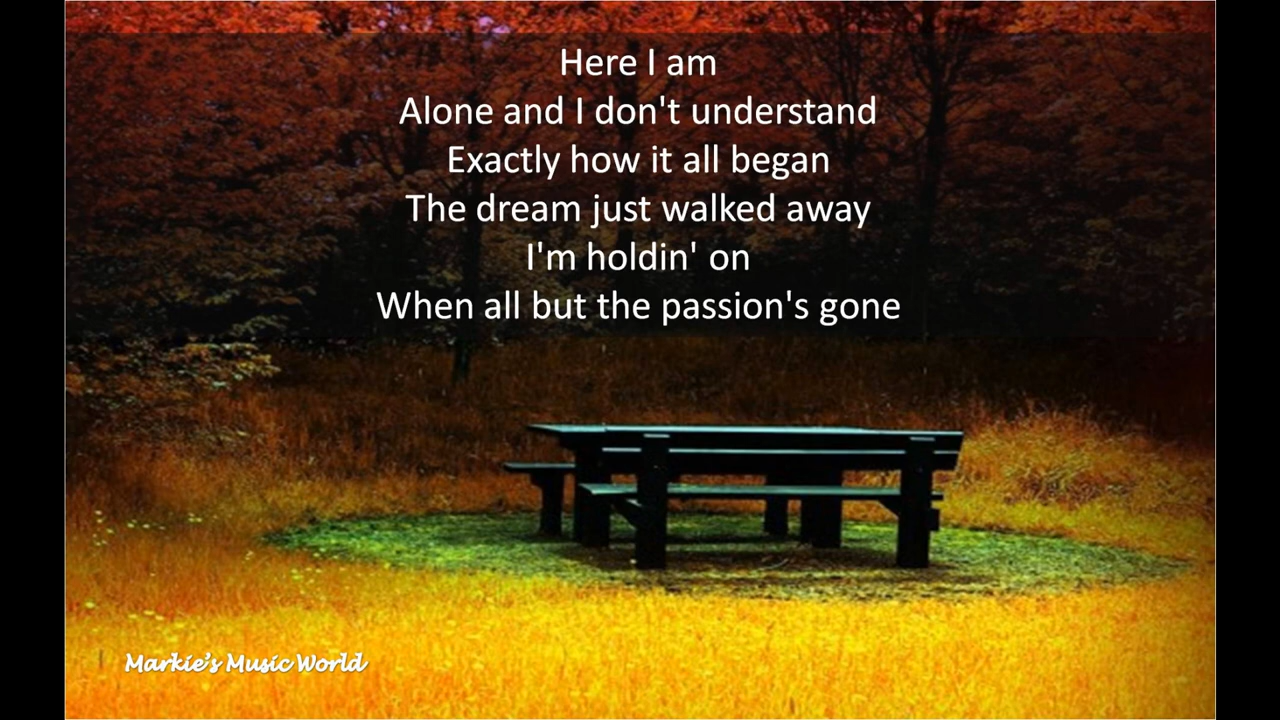 Here I am
Alone and I don't understand
Exactly how it all began
The dream just walked away
I'm holdin' on
When all but the passion's gone
Markie's Music World